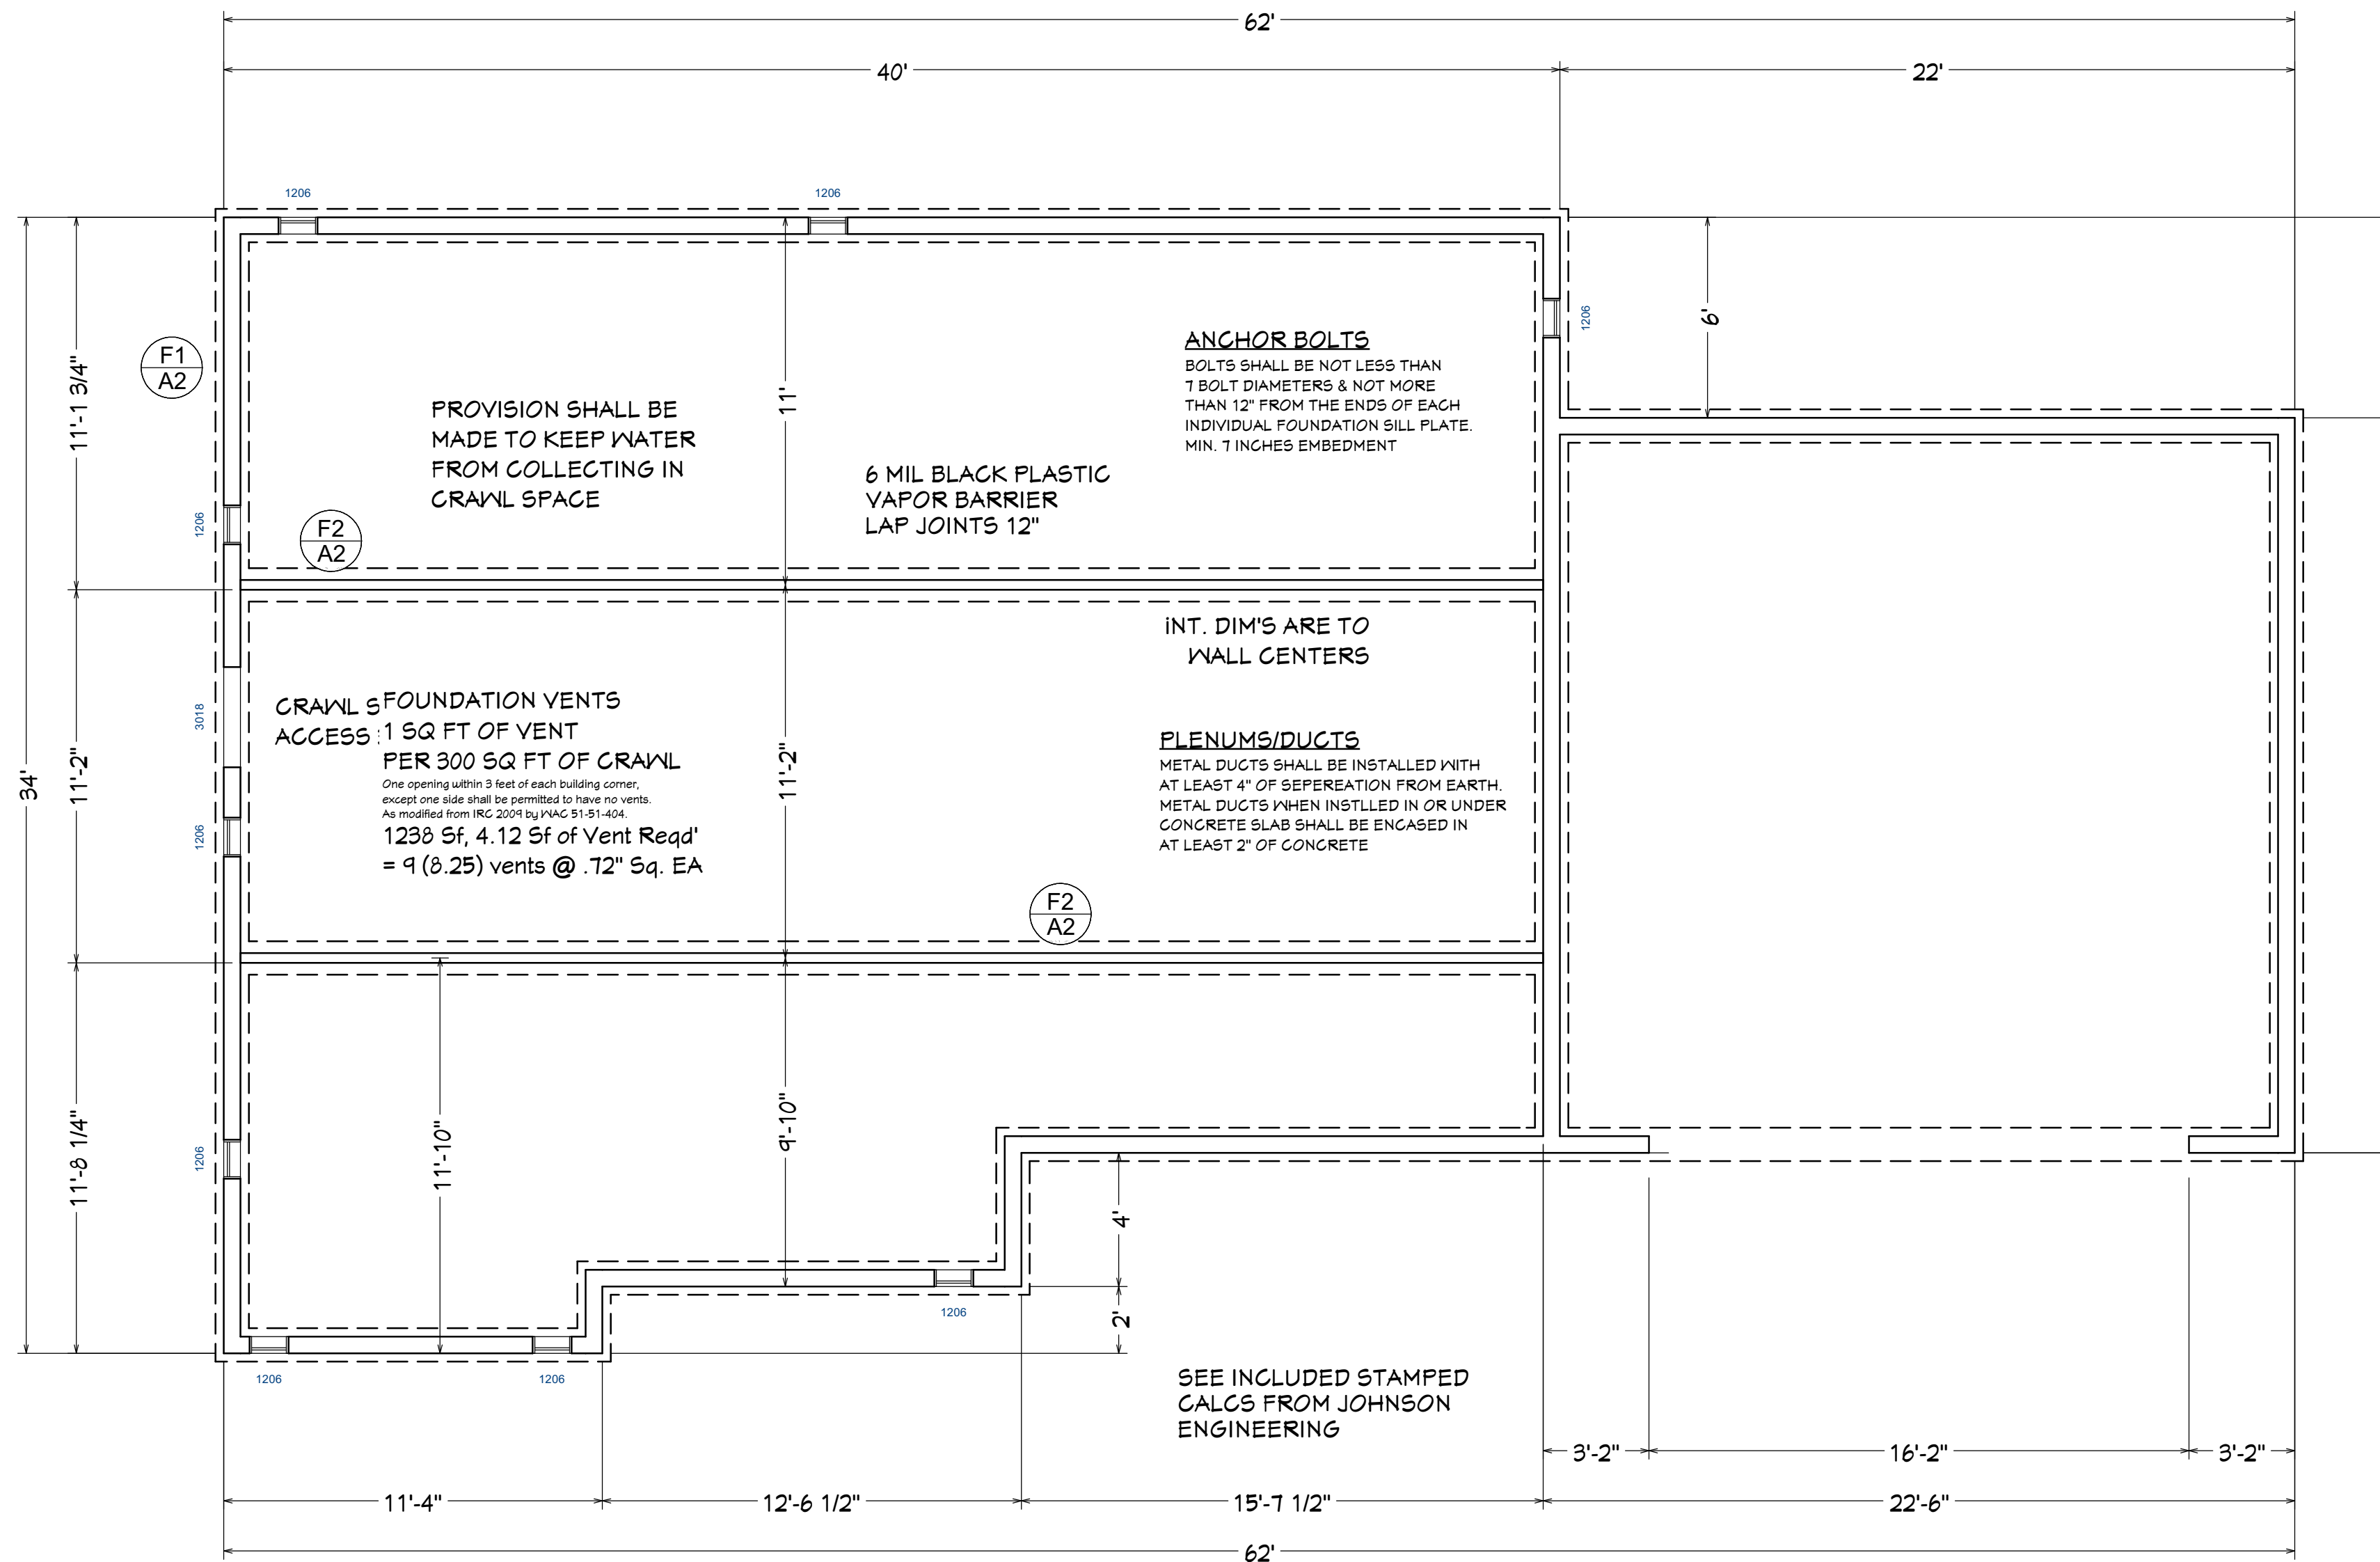 62'
40'
22'
1206
1206
1206
6'
34'
11'-1 3/4"
11'-2"
11'-8 1/4"
F1
A2
1206
3018
1206
1206
11'
PROVISION SHALL BE
MADE TO KEEP WATER
FROM COLLECTING IN
CRAWL SPACE
F2
A2
6 MIL BLACK PLASTIC
VAPOR BARRIER
LAP JOINTS 12"
ANCHOR BOLTS
BOLTS SHALL BE NOT LESS THAN
7 BOLT DIAMETERS & NOT MORE
THAN 12" FROM THE ENDS OF EACH
INDIVIDUAL FOUNDATION SILL PLATE.
MIN. 7 INCHES EMBEDMENT
INT. DIM'S ARE TO
WALL CENTERS
CRAWL S
ACCESS
FOUNDATION VENTS
1 SQ FT OF VENT
PER 300 SQ FT OF CRAWL
One opening within 3 feet of each building corner,
except one side shall be permitted to have no vents.
As modified from IRC 2009 by WAC 51-51-404.
1238 Sf, 4.12 Sf of Vent Reqd'
= 9 (8.25) vents @ .72" Sq. EA
11'-2"
PLENUMS/DUCTS
METAL DUCTS SHALL BE INSTALLED WITH
AT LEAST 4" OF SEPEREATION FROM EARTH.
METAL DUCTS WHEN INSTLLED IN OR UNDER
CONCRETE SLAB SHALL BE ENCASED IN
AT LEAST 2" OF CONCRETE
F2
A2
11'-10"
9'-10"
4'
2'
1206
1206
1206
SEE INCLUDED STAMPED
CALCS FROM JOHNSON
ENGINEERING
3'-2"
16'-2"
3'-2"
11'-4"
12'-6 1/2"
15'-7 1/2"
22'-6"
62'